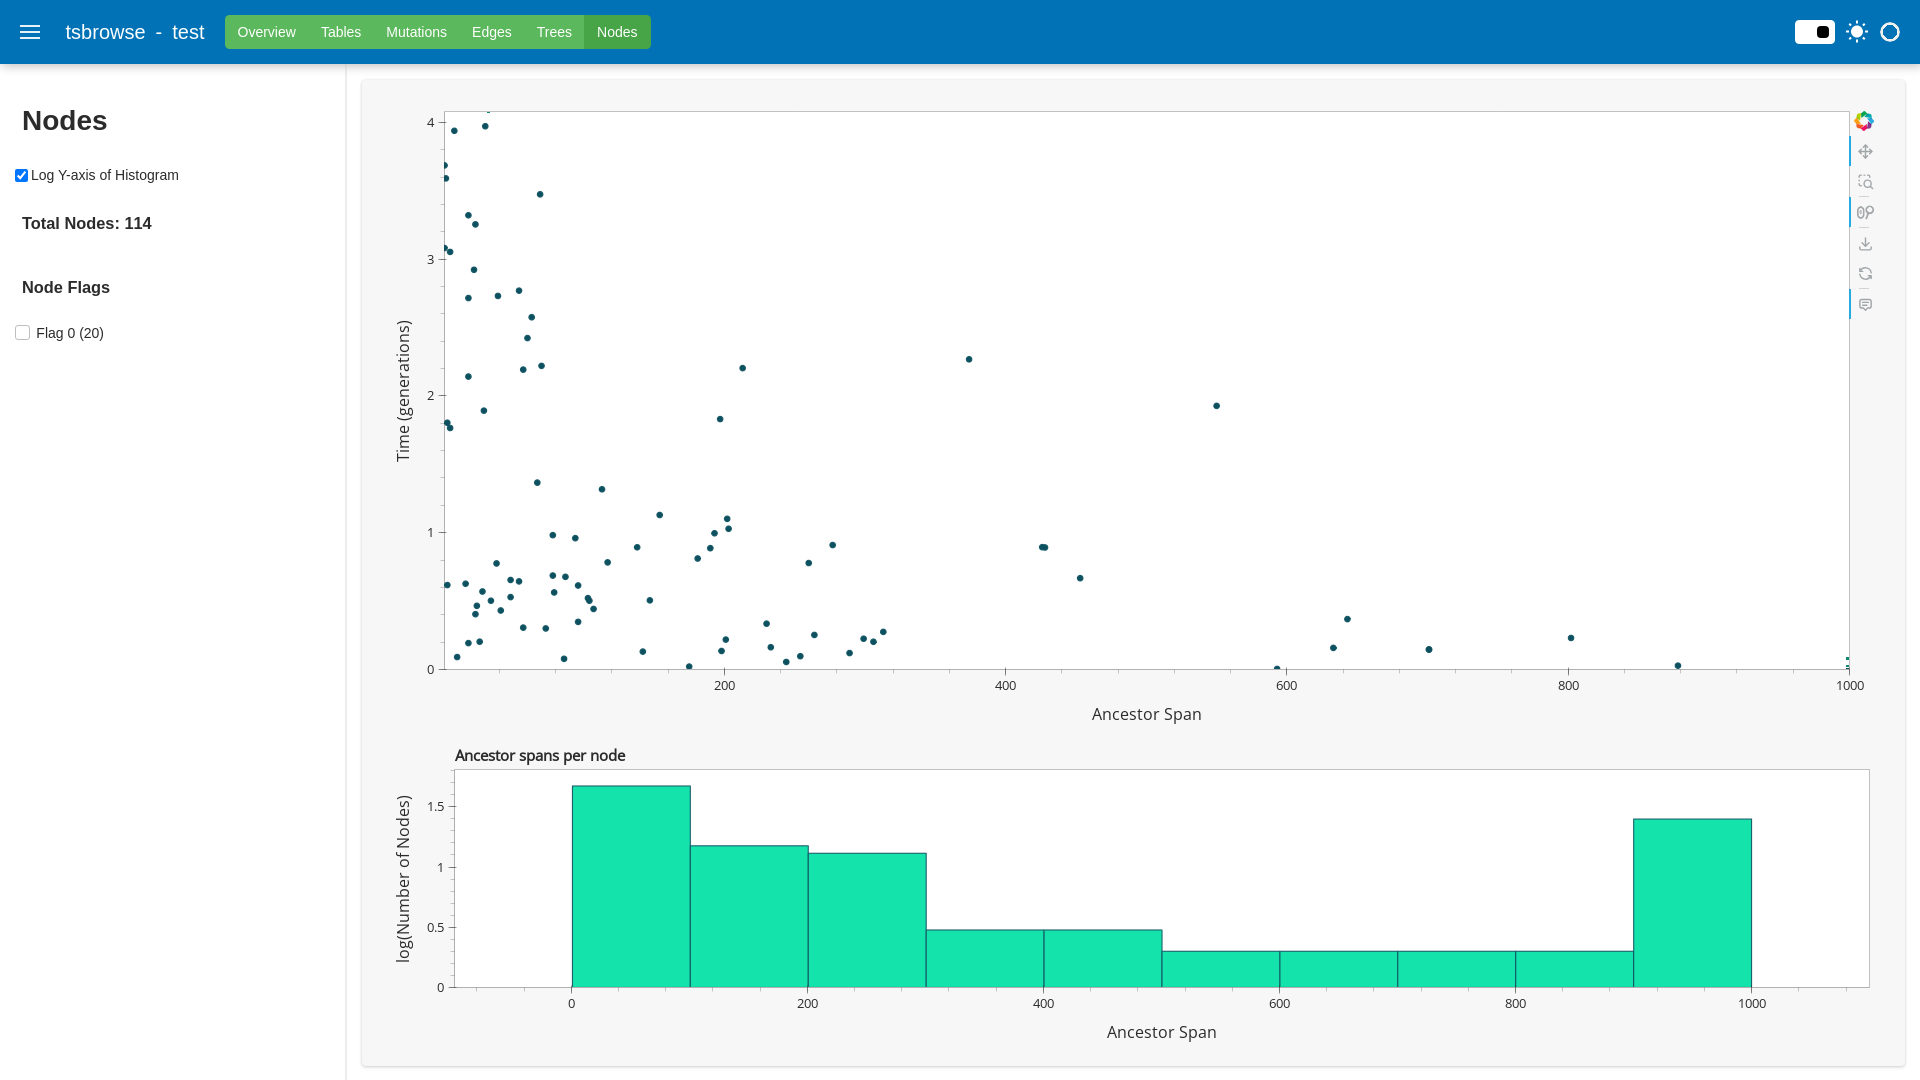 tsbrowse - test
Overview Tables Mutations Edges Trees Nodes
Nodes
Log Y-axis of Histogram
Total Nodes: 114
Node Flags
Flag 0 (20)
Time (generations)
4
3
2
1
0
200 400 600 800 1000
Ancestor Span
Ancestor spans per node
log(Number of Nodes)
1.5
1
0.5
0
0 200 400 600 800 1000
Ancestor Span